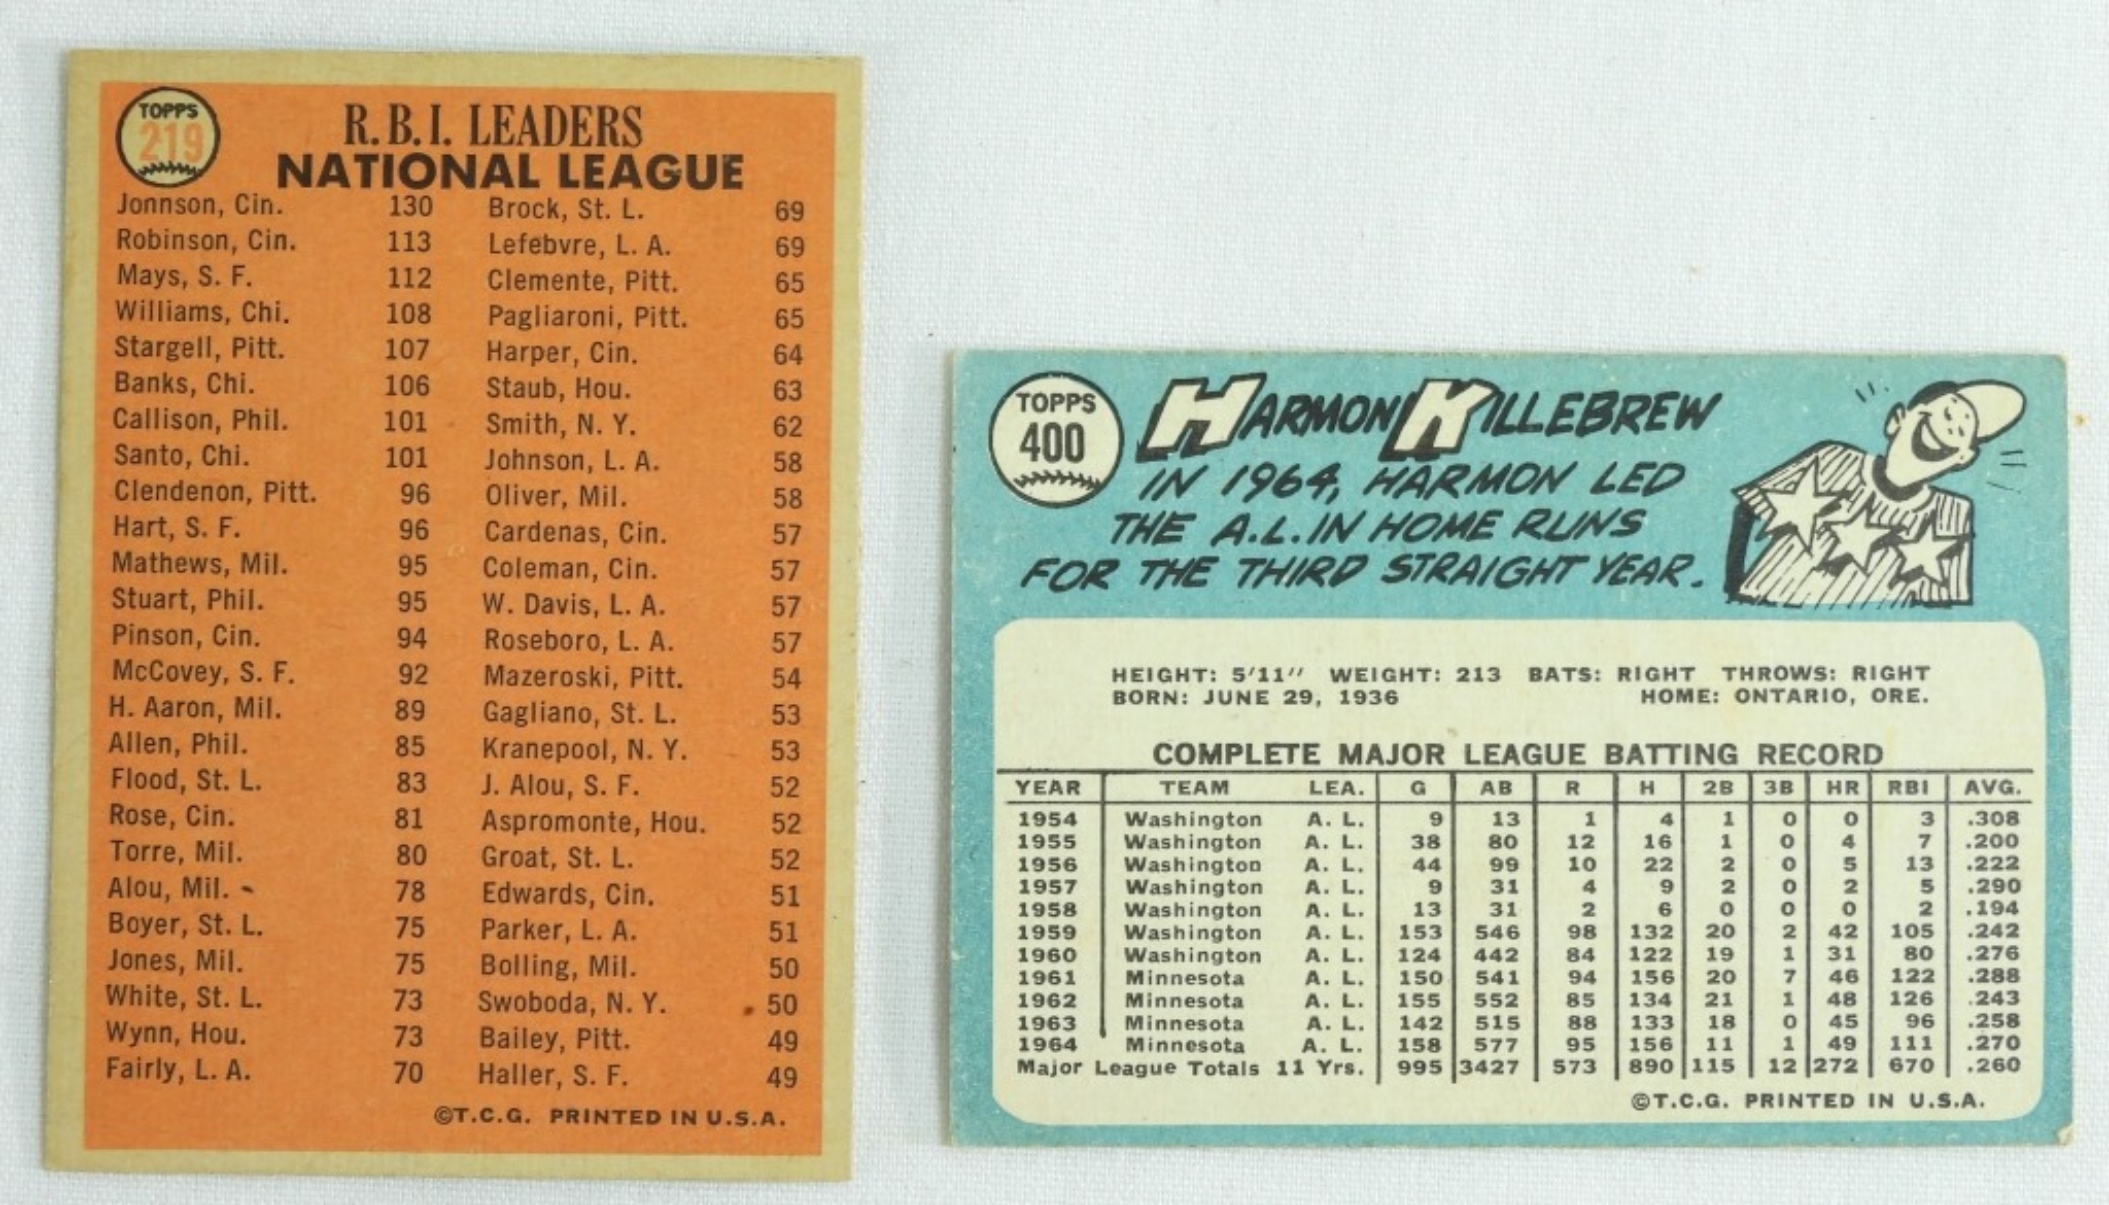 TOPPS
219
R.B.I. LEADERS
NATIONAL LEAGUE
Jonnson, Cin. 130 Brock, St. L. 69
Robinson, Cin. 113 Lefebvre, L. A. 69
Mays, S. F. 112 Clemente, Pitt. 65
Williams, Chi. 108 Pagliaroni, Pitt. 65
Stargell, Pitt. 107 Harper, Cin. 64
Banks, Chi. 106 Staub, Hou. 63
Callison, Phil. 101 Smith, N. Y. 62
Santo, Chi. 101 Johnson, L. A. 58
Clendenon, Pitt. 96 Oliver, Mil. 58
Hart, S. F. 96 Cardenas, Cin. 57
Mathews, Mil. 95 Coleman, Cin. 57
Stuart, Phil. 95 W. Davis, L. A. 57
Pinson, Cin. 94 Roseboro, L. A. 57
McCovey, S. F. 92 Mazeroski, Pitt. 54
H. Aaron, Mil. 89 Gagliano, St. L. 53
Allen, Phil. 85 Kranepool, N. Y. 53
Flood, St. L. 83 J. Alou, S. F. 52
Rose, Cin. 81 Aspromonte, Hou. 52
Torre, Mil. 80 Groat, St. L. 52
Alou, Mil. 78 Edwards, Cin. 51
Boyer, St. L. 75 Parker, L. A. 51
Jones, Mil. 75 Bolling, Mil. 50
White, St. L. 73 Swoboda, N. Y. 50
Wynn, Hou. 73 Bailey, Pitt. 49
Fairly, L. A. 70 Haller, S. F. 49
©T.C.G. PRINTED IN U.S.A.
TOPPS
400
HARMON KILLEBREW
IN 1964, HARMON LED
THE A.L. IN HOME RUNS
FOR THE THIRD STRAIGHT YEAR.
HEIGHT: 5'11" WEIGHT: 213 BATS: RIGHT THROWS: RIGHT
BORN: JUNE 29, 1936 HOME: ONTARIO, ORE.
COMPLETE MAJOR LEAGUE BATTING RECORD
YEAR TEAM LEA. G AB R H 2B 3B HR RBI AVG.
1954 Washington A. L. 9 13 1 4 1 0 0 3 .308
1955 Washington A. L. 38 80 12 16 1 0 4 7 .200
1956 Washington A. L. 44 99 10 22 2 0 5 13 .222
1957 Washington A. L. 9 31 4 9 2 0 2 5 .290
1958 Washington A. L. 13 31 2 6 0 0 0 2 .194
1959 Washington A. L. 153 546 98 132 20 2 42 105 .242
1960 Washington A. L. 124 442 84 122 19 1 31 80 .276
1961 Minnesota A. L. 150 541 94 156 20 7 46 122 .288
1962 Minnesota A. L. 155 552 85 134 21 1 48 126 .243
1963 Minnesota A. L. 142 515 88 133 18 0 45 96 .258
1964 Minnesota A. L. 158 577 95 156 11 1 49 111 .270
Major League Totals 11 Yrs. 995 3427 573 890 115 12 272 670 .260
©T.C.G. PRINTED IN U.S.A.